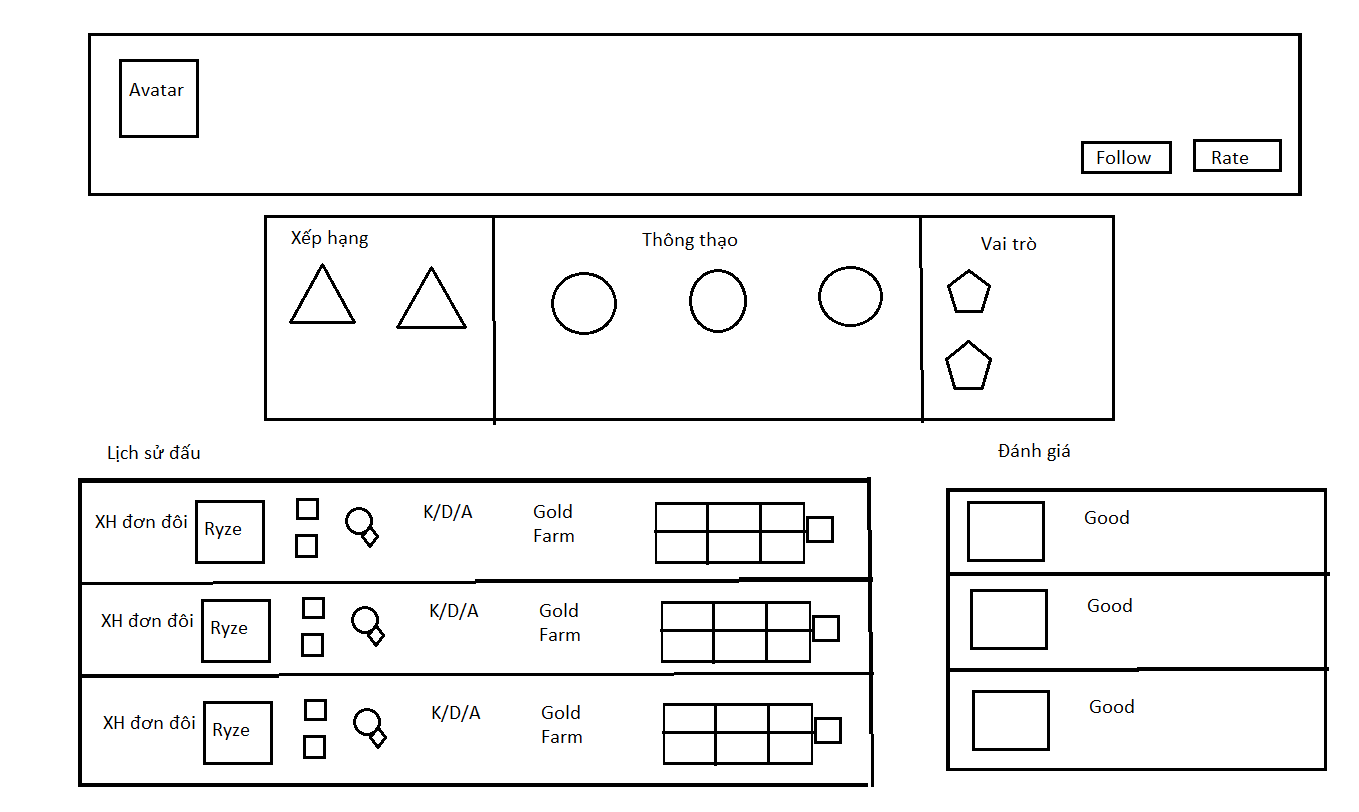 Avatar
Follow
Rate
Xếp hạng
Thông thạo
Vai trò
Lịch sử đấu
XH đơn đôi
Ryze
K/D/A
Gold
Farm
XH đơn đôi
Ryze
K/D/A
Gold
Farm
XH đơn đôi
Ryze
K/D/A
Gold
Farm
Đánh giá
Good
Good
Good